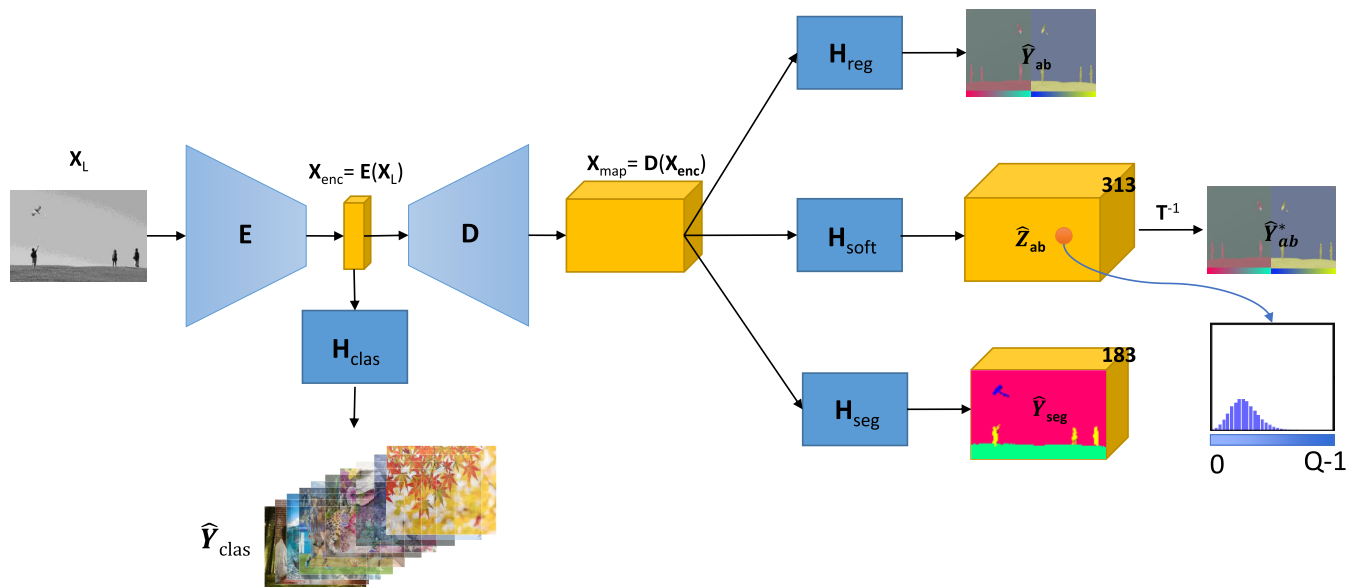 X_L
E
X_enc= E(X_L)
H_clas
Ŷ_clas
D
X_map= D(X_enc)
H_reg
Ŷ_ab
H_soft
313
Ẑ_ab
T^-1
Ŷ*_ab
0 Q-1
H_seg
183
Ŷ_seg